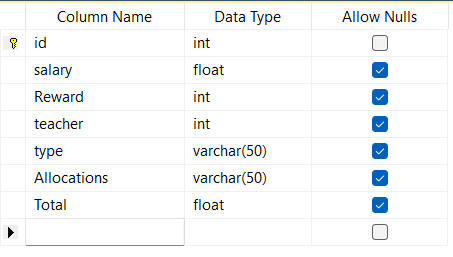 Column Name Data Type Allow Nulls
id int
salary float
Reward int
teacher int
type varchar(50)
Allocations varchar(50)
Total float